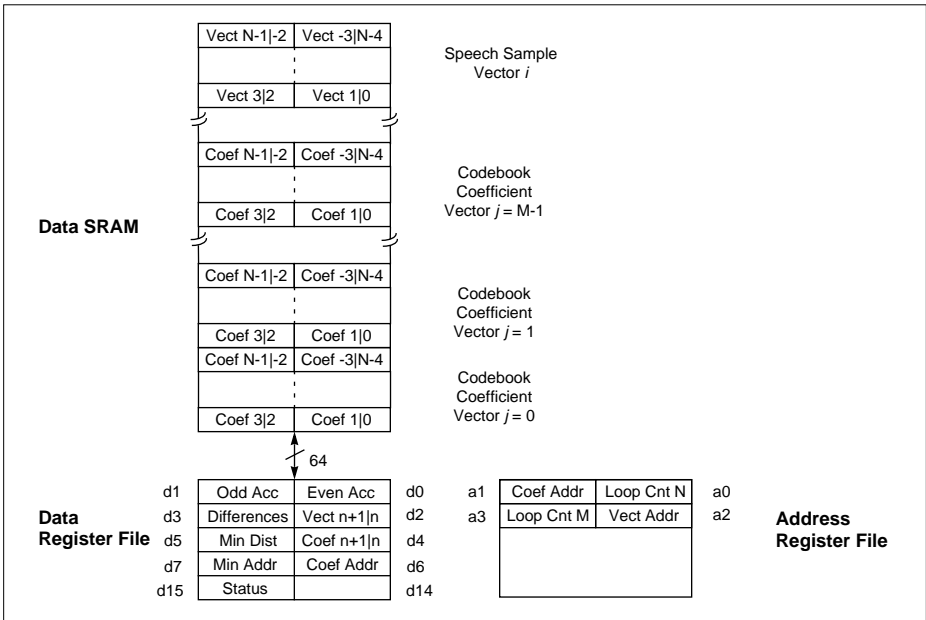 Vect N-1|-2 Vect -3|N-4
Speech Sample
Vector i
Vect 3|2 Vect 1|0
Coef N-1|-2 Coef -3|N-4
Codebook
Coefficient
Vector j = M-1
Coef 3|2 Coef 1|0
Data SRAM
Coef N-1|-2 Coef -3|N-4
Codebook
Coefficient
Vector j = 1
Coef 3|2 Coef 1|0
Coef N-1|-2 Coef -3|N-4
Codebook
Coefficient
Vector j = 0
Coef 3|2 Coef 1|0
64
d1 Odd Acc Even Acc d0 a1 Coef Addr Loop Cnt N a0
d3 Differences Vect n+1|n d2 a3 Loop Cnt M Vect Addr a2
Data
Register File
d5 Min Dist Coef n+1|n d4
Address
Register File
d7 Min Addr Coef Addr d6
d15 Status d14